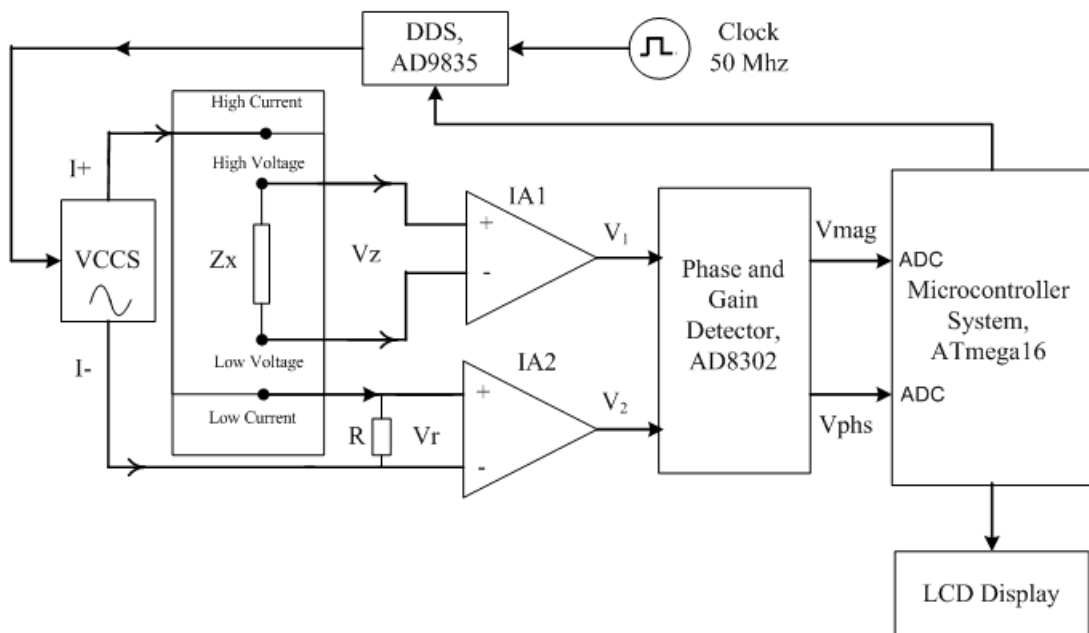 DDS,
AD9835
Clock
50 Mhz
High Current
I+
High Voltage
IA1
V1
Vmag
VCCS
Zx
Vz
+
-
Phase and
Gain
Detector,
AD8302
ADC
Microcontroller
System,
ATmega16
I-
Low Voltage
IA2
Low Current
R
Vr
+
-
V2
ADC
Vphs
LCD Display